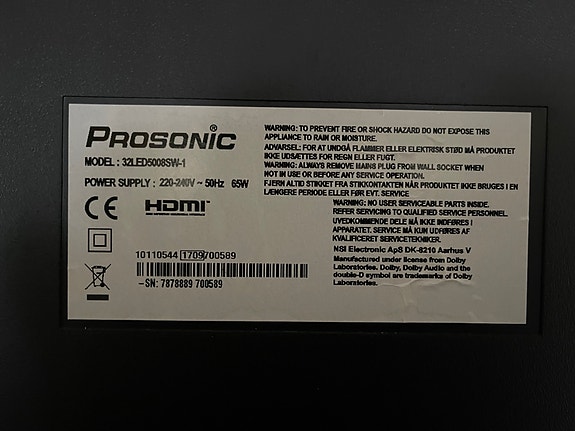 PROSONIC®
MODEL : 32LED5008SW-1
POWER SUPPLY : 220-240V ~ 50Hz 65W
CE HDMI
10110544 1709700589
-SN: 7878889 700589
WARNING: TO PREVENT FIRE OR SHOCK HAZARD DO NOT EXPOSE THIS
APPLIANCE TO RAIN OR MOISTURE.
ADVARSEL: FOR AT UNDGÅ FLAMMER ELLER ELEKTRISK STØD MÅ PRODUKTET
IKKE UDSÆTTES FOR REGN ELLER FUGT.
WARNING: ALWAYS REMOVE MAINS PLUG FROM WALL SOCKET WHEN
NOT IN USE OR BEFORE ANY SERVICE OPERATION.
FJERN ALTID STIKKET FRA STIKKONTAKTEN NÅR PRODUKTET IKKE BRUGES I EN
LÆNGERE PERIODE ELLER FØR EVT. SERVICE
WARNING: NO USER SERVICEABLE PARTS INSIDE.
REFER SERVICING TO QUALIFIED SERVICE PERSONNEL.
UVEDKOMMENDE DELE MÅ IKKE INDFØRES I
APPARATET. SERVICE MÅ KUN UDFØRES AF
KVALIFICERET SERVICETEKNIKER.
NSI Electronic ApS DK-8210 Aarhus V
Manufactured under license from Dolby
Laboratories. Dolby, Dolby Audio and the
double-D symbol are trademarks of Dolby
Laboratories.